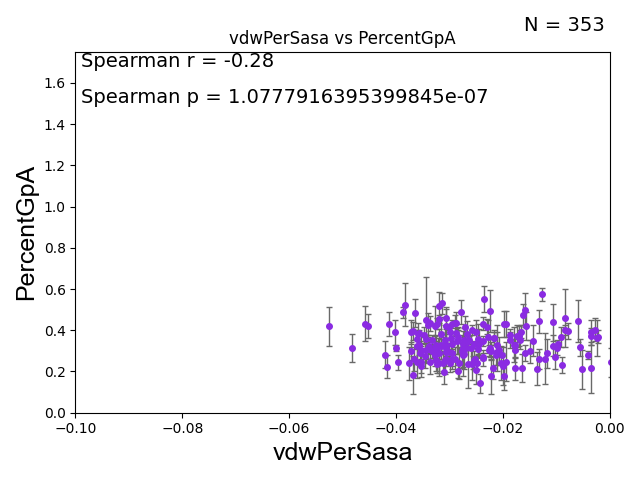 N = 353
vdwPerSasa vs PercentGpA
Spearman r = -0.28
Spearman p = 1.0777916395399845e-07
PercentGpA
1.6
1.4
1.2
1.0
0.8
0.6
0.4
0.2
0.0
−0.10 −0.08 −0.06 −0.04 −0.02 0.00
vdwPerSasa